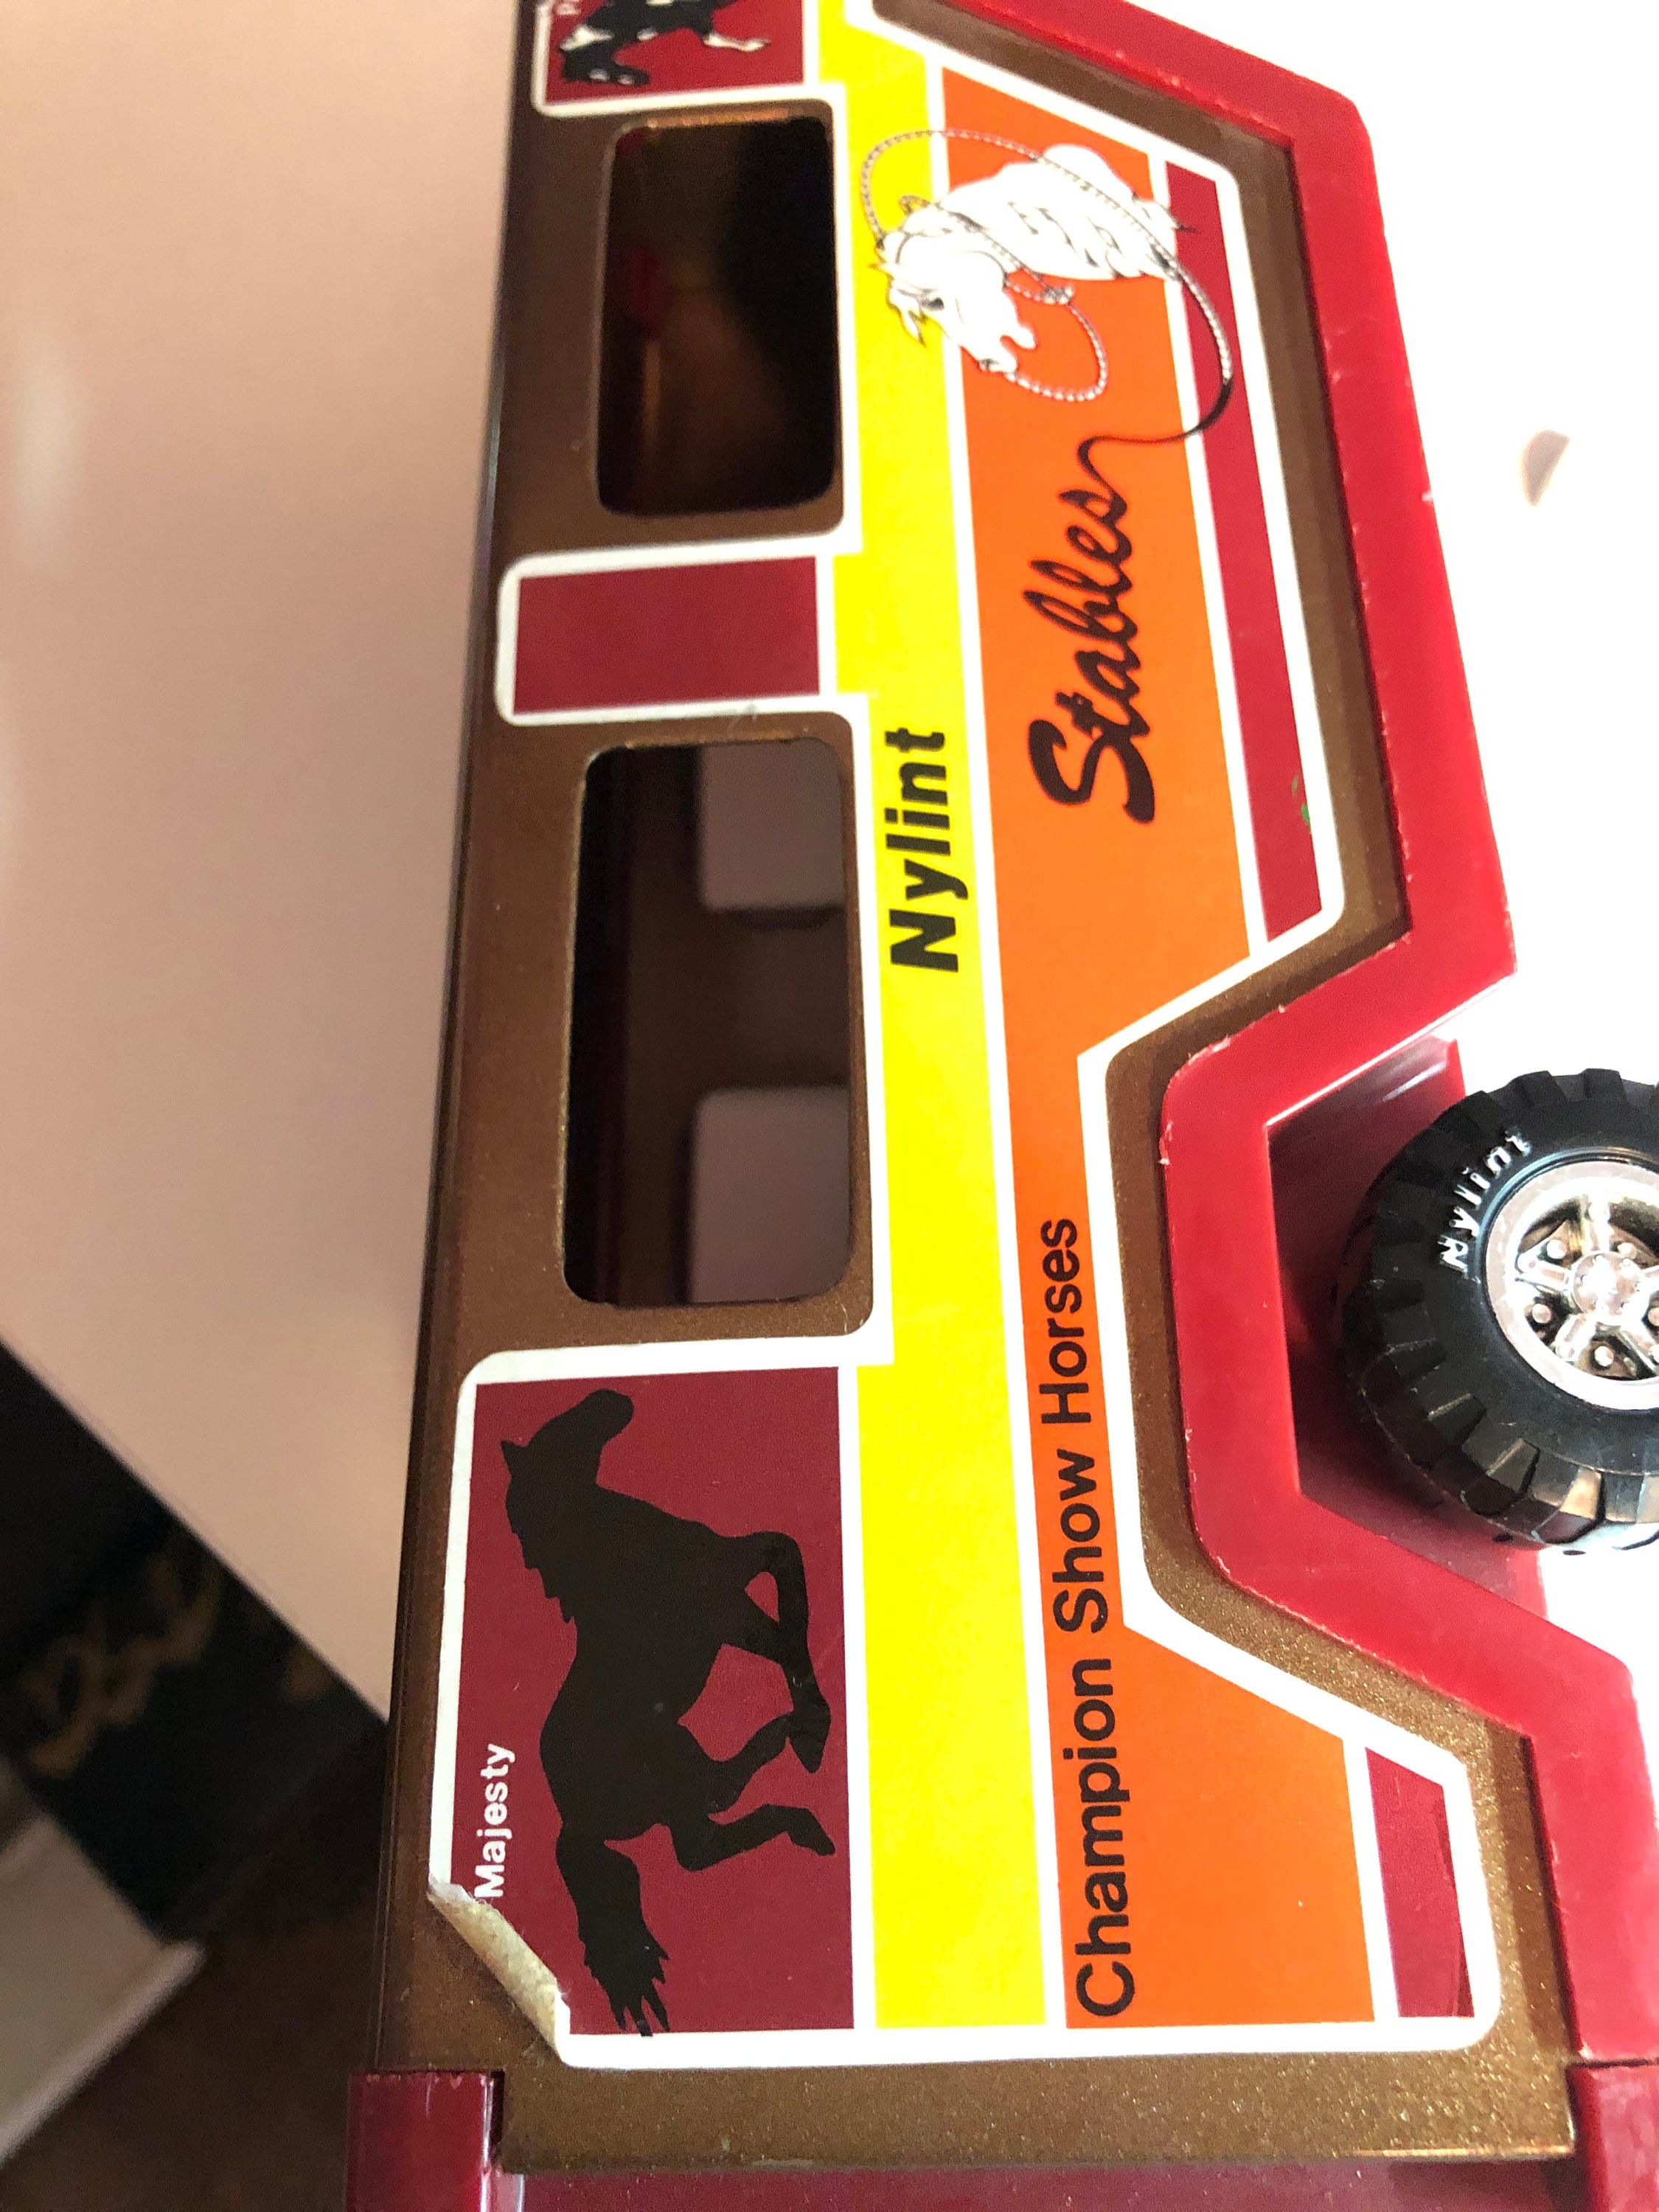 Majesty
Nylint
Stables
Champion Show Horses
Nylint